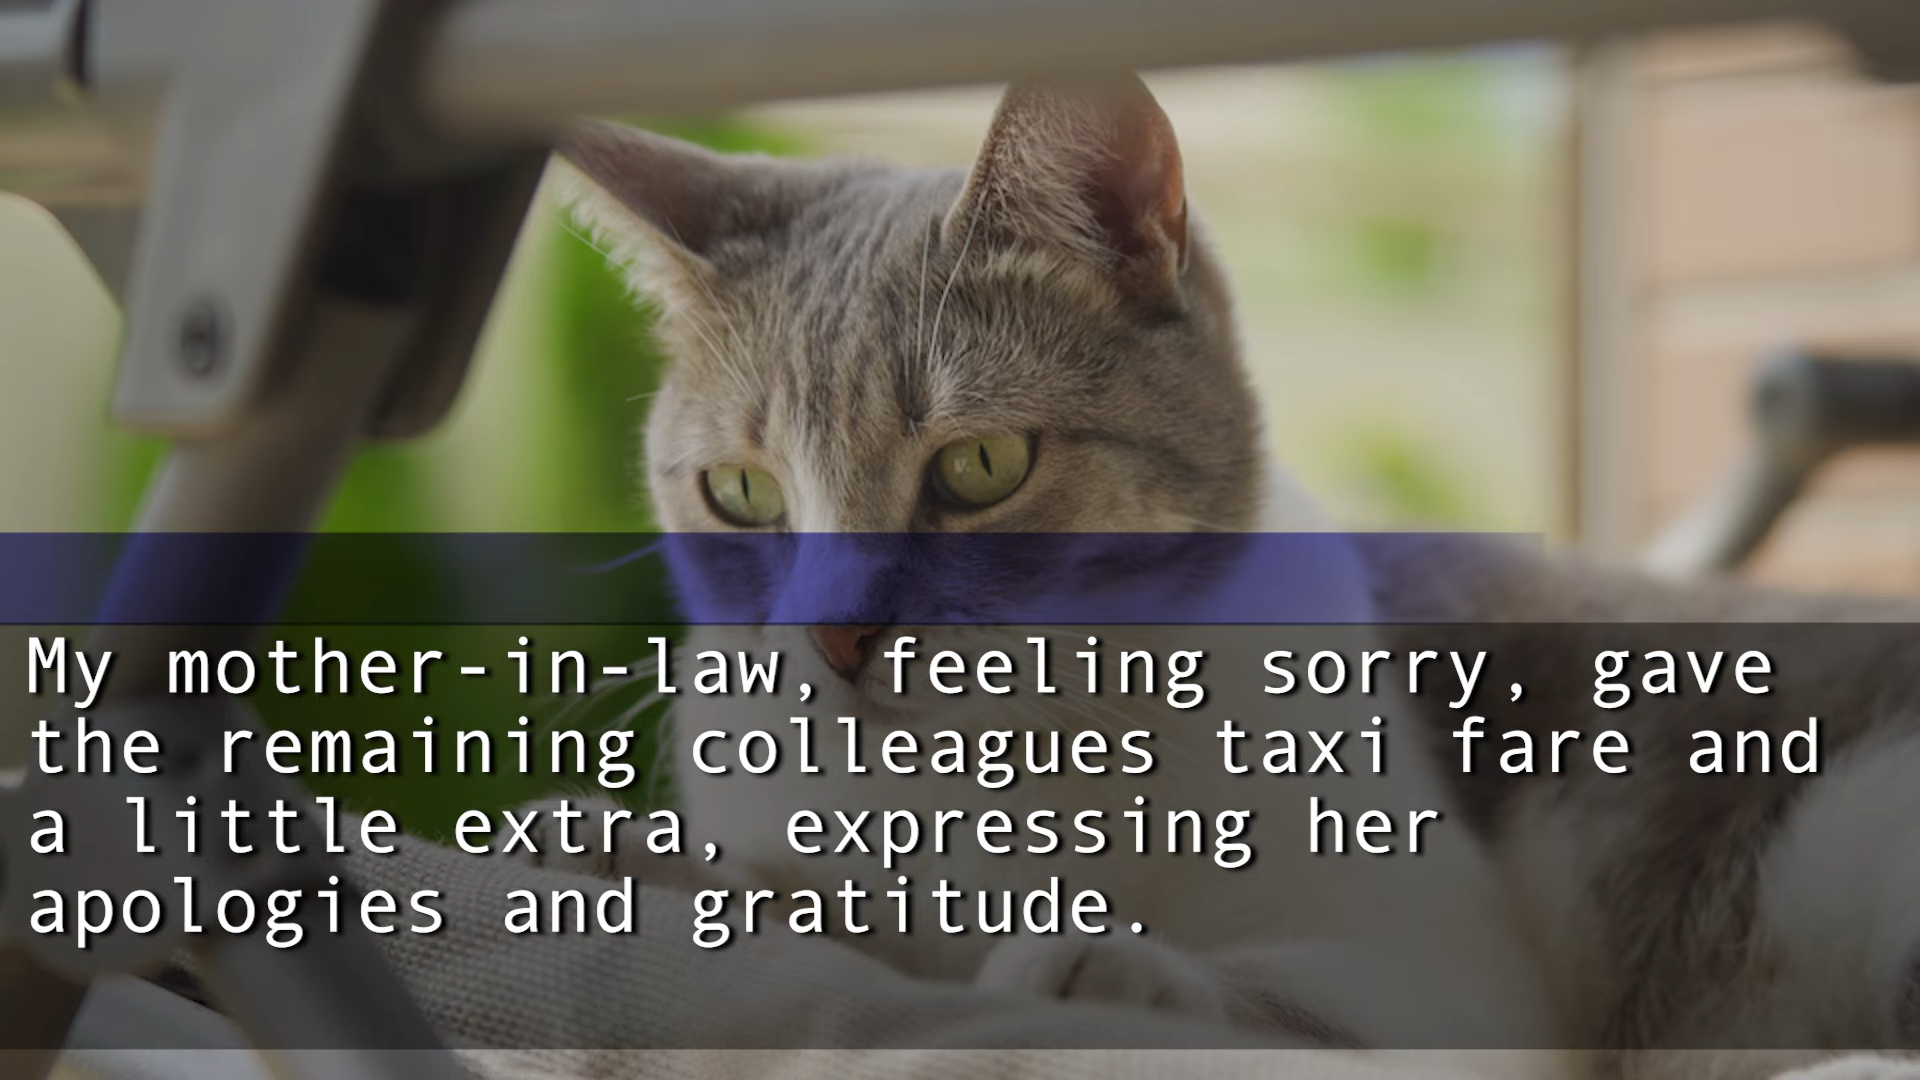 My mother-in-law, feeling sorry, gave
the remaining colleagues taxi fare and
a little extra, expressing her
apologies and gratitude.